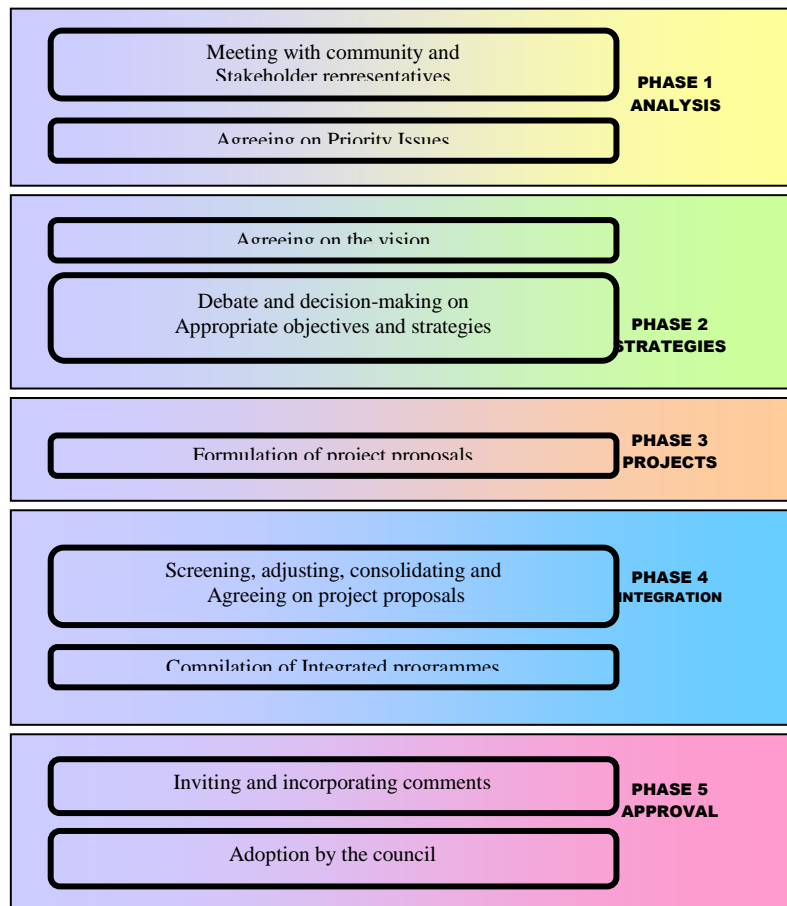 Meeting with community and
Stakeholder representatives
PHASE 1
ANALYSIS
Agreeing on Priority Issues
Agreeing on the vision
Debate and decision-making on
Appropriate objectives and strategies
PHASE 2
STRATEGIES
Formulation of project proposals
PHASE 3
PROJECTS
Screening, adjusting, consolidating and
Agreeing on project proposals
PHASE 4
INTEGRATION
Compilation of Integrated programmes
Inviting and incorporating comments
PHASE 5
APPROVAL
Adoption by the council